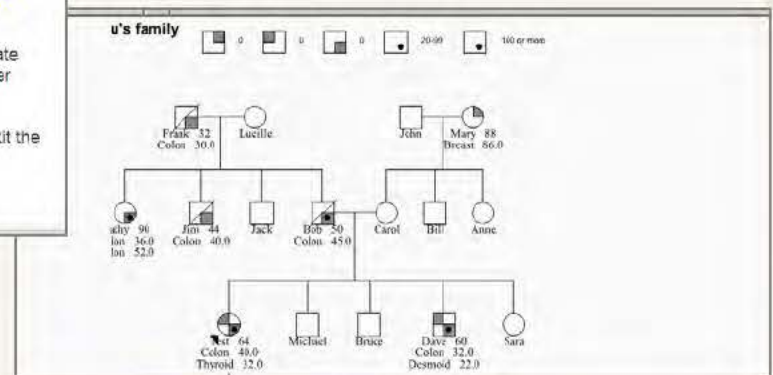 ate
er
it the
u's family
0 0 0 20-99 100 or more
Frank 32 Lucille John Mary 88
Colon 30.0 Breast 86.0
athy 90 Jim 44 Jack Bob 50 Carol Bill Anne
lon 36.0 Colon 40.0 Colon 45.0
lon 52.0
Test 64 Michael Bruce Dave 60 Sara
Colon 40.0 Colon 32.0
Thyroid 32.0 Desmoid 22.0